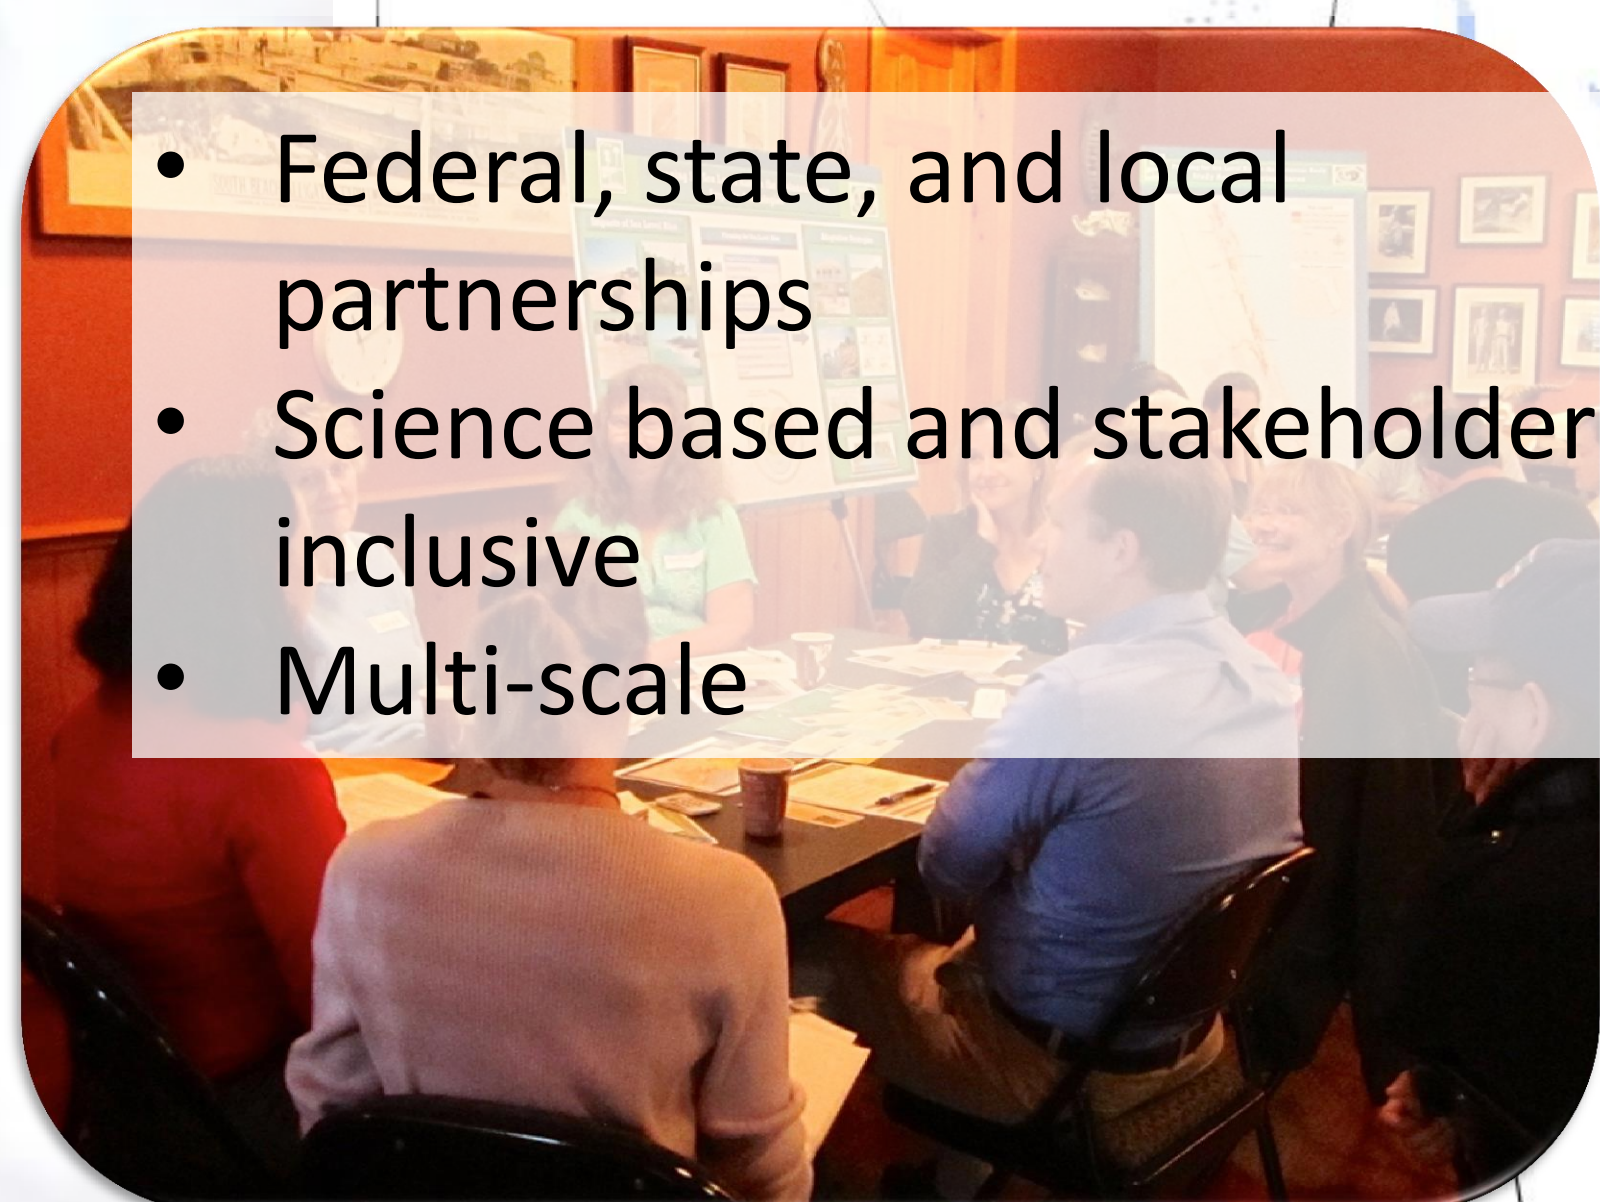 • Federal, state, and local
partnerships
• Science based and stakeholder
inclusive
• Multi-scale